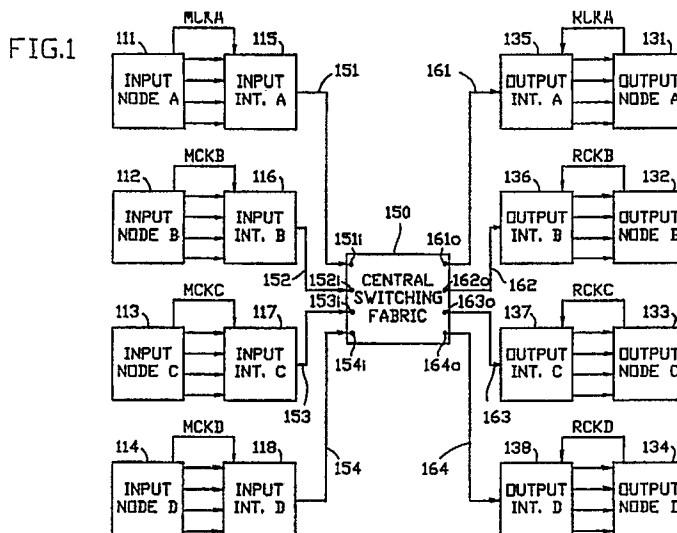 FIG.1
MCKA
RCKA
111
115
135
131
INPUT
NODE A
INPUT
INT. A
151
161
OUTPUT
INT. A
OUTPUT
NODE A
MCKB
RCKB
112
116
136
132
INPUT
NODE B
INPUT
INT. B
150
OUTPUT
INT. B
OUTPUT
NODE B
151i
161o
152
152i
CENTRAL
SWITCHING
FABRIC
162o
162
MCKC
153i
163o
RCKC
113
117
137
133
INPUT
NODE C
INPUT
INT. C
154i
164o
OUTPUT
INT. C
OUTPUT
NODE C
153
163
MCKD
RCKD
114
118
154
164
138
134
INPUT
NODE D
INPUT
INT. D
OUTPUT
INT. D
OUTPUT
NODE D